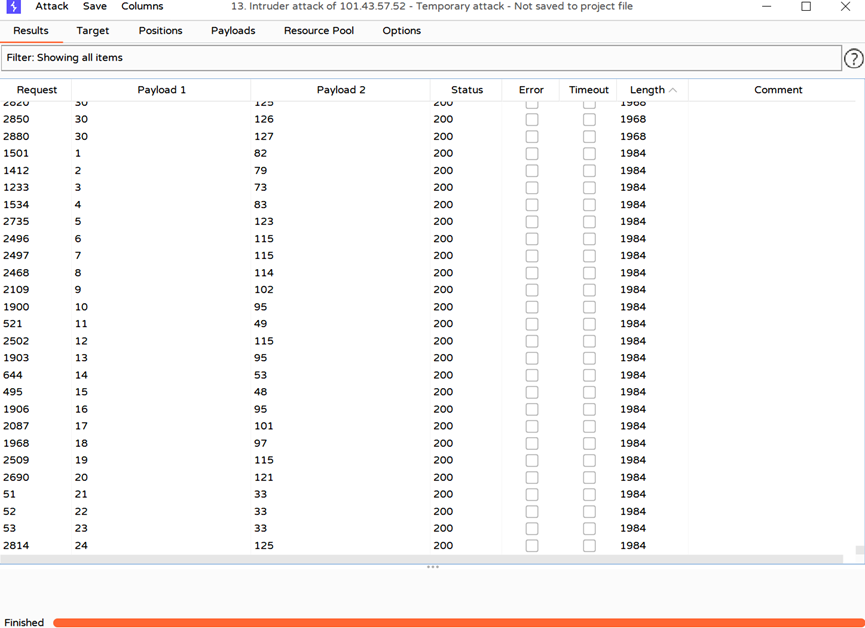 Attack Save Columns 13. Intruder attack of 101.43.57.52 - Temporary attack - Not saved to project file
Results Target Positions Payloads Resource Pool Options
Filter: Showing all items ?
Request Payload 1 Payload 2 Status Error Timeout Length Comment
2820 30 125 200 1968
2850 30 126 200 1968
2880 30 127 200 1968
1501 1 82 200 1984
1412 2 79 200 1984
1233 3 73 200 1984
1534 4 83 200 1984
2735 5 123 200 1984
2496 6 115 200 1984
2497 7 115 200 1984
2468 8 114 200 1984
2109 9 102 200 1984
1900 10 95 200 1984
521 11 49 200 1984
2502 12 115 200 1984
1903 13 95 200 1984
644 14 53 200 1984
495 15 48 200 1984
1906 16 95 200 1984
2087 17 101 200 1984
1968 18 97 200 1984
2509 19 115 200 1984
2690 20 121 200 1984
51 21 33 200 1984
52 22 33 200 1984
53 23 33 200 1984
2814 24 125 200 1984
Finished